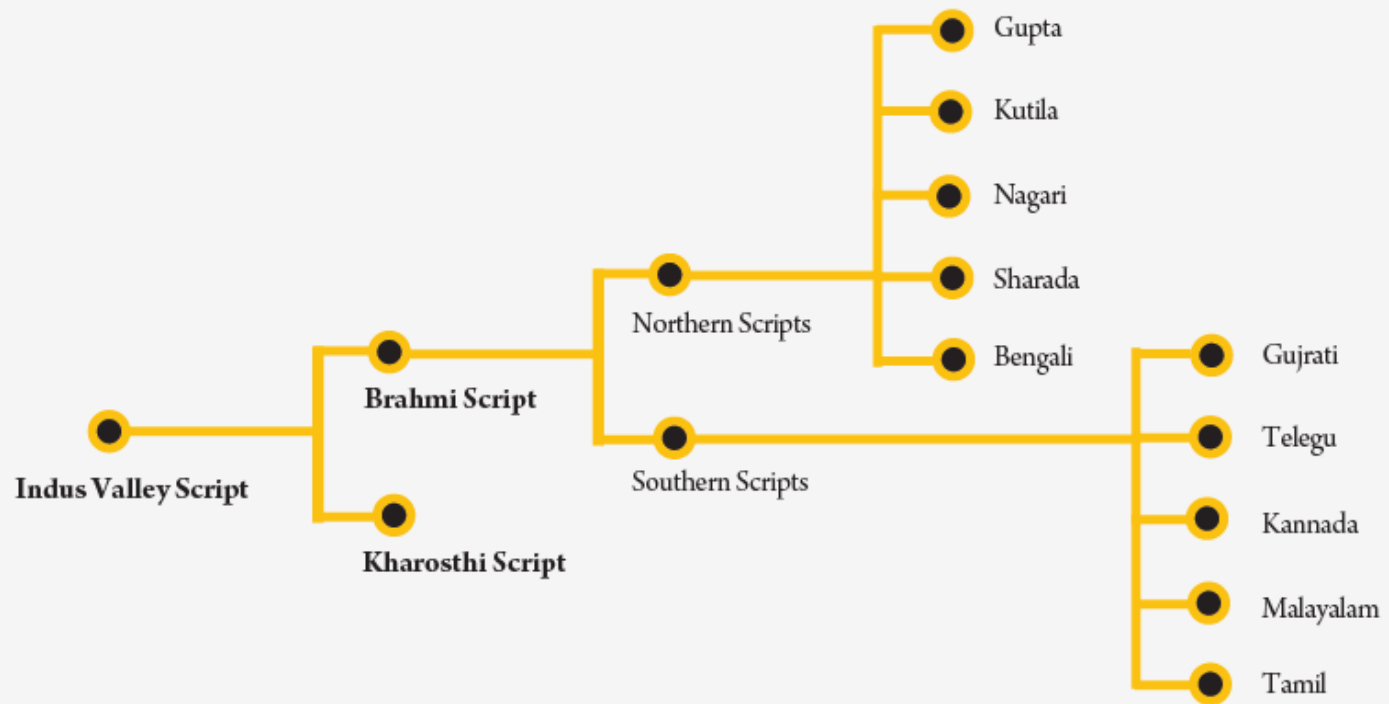 Gupta
Kutila
Nagari
Sharada
Northern Scripts
Bengali
Gujrati
Brahmi Script
Telegu
Indus Valley Script
Southern Scripts
Kannada
Kharosthi Script
Malayalam
Tamil